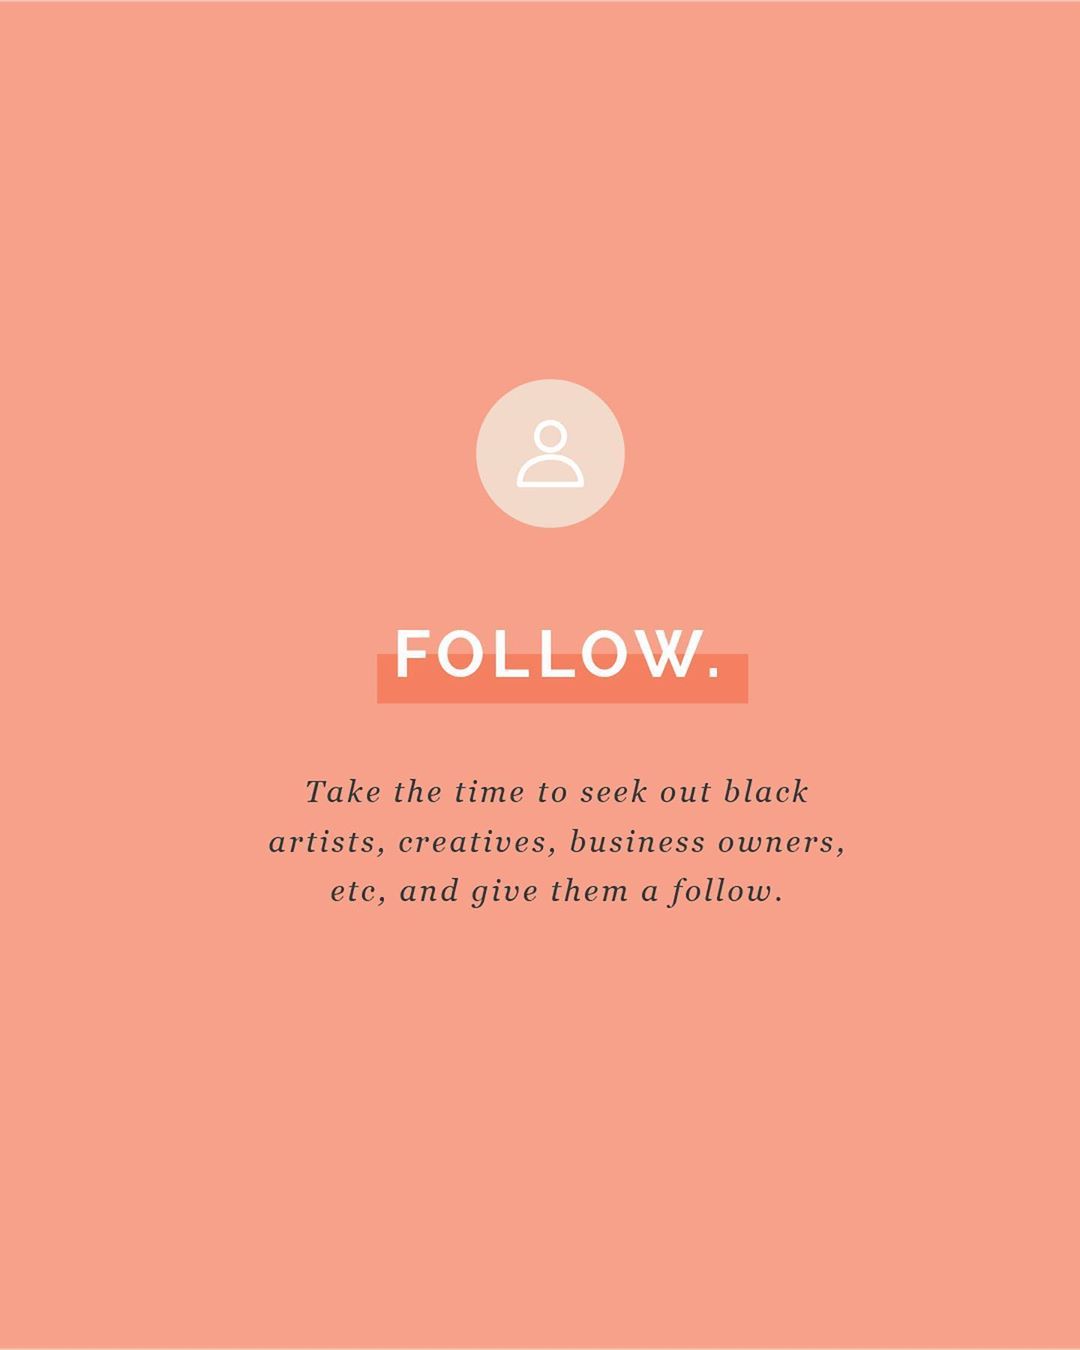 FOLLOW.
Take the time to seek out black
artists, creatives, business owners,
etc, and give them a follow.